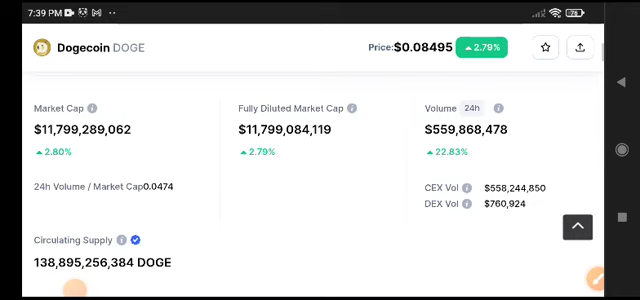 7:39 PM
76
Dogecoin DOGE
Price:$0.08495
2.79%
Market Cap
$11,799,289,062
2.80%
24h Volume / Market Cap0.0474
Fully Diluted Market Cap
$11,799,084,119
2.79%
Volume 24h
$559,868,478
22.83%
CEX Vol $558,244,850
DEX Vol $760,924
Circulating Supply
138,895,256,384 DOGE